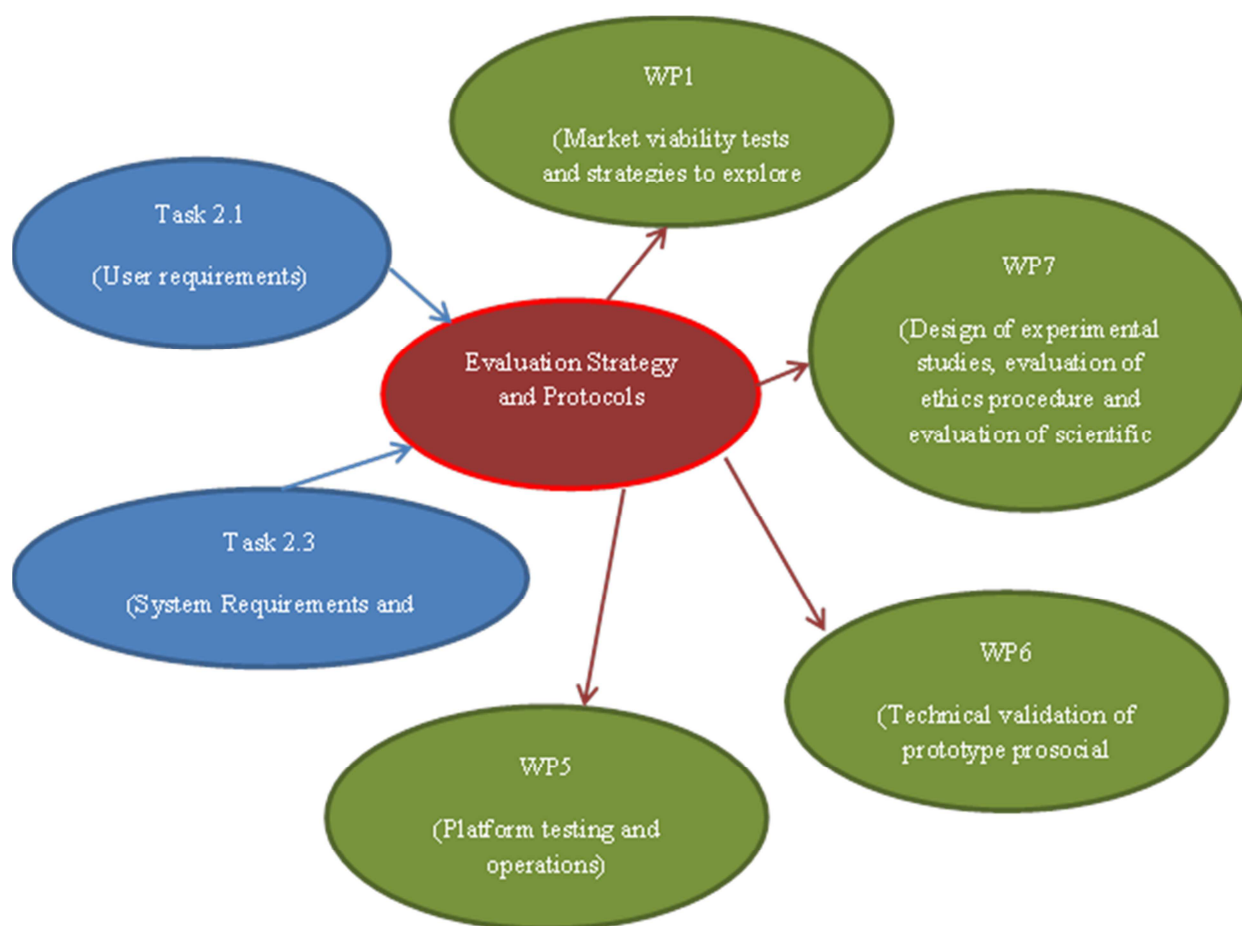 WP1
(Market viability tests
and strategies to explore
Task 2.1
(User requirements)
WP7
(Design of experimental
studies, evaluation of
ethics procedure and
evaluation of scientific
Evaluation Strategy
and Protocols
Task 2.3
(System Requirements and
WP6
(Technical validation of
prototype prosocial
WP5
(Platform testing and
operations)